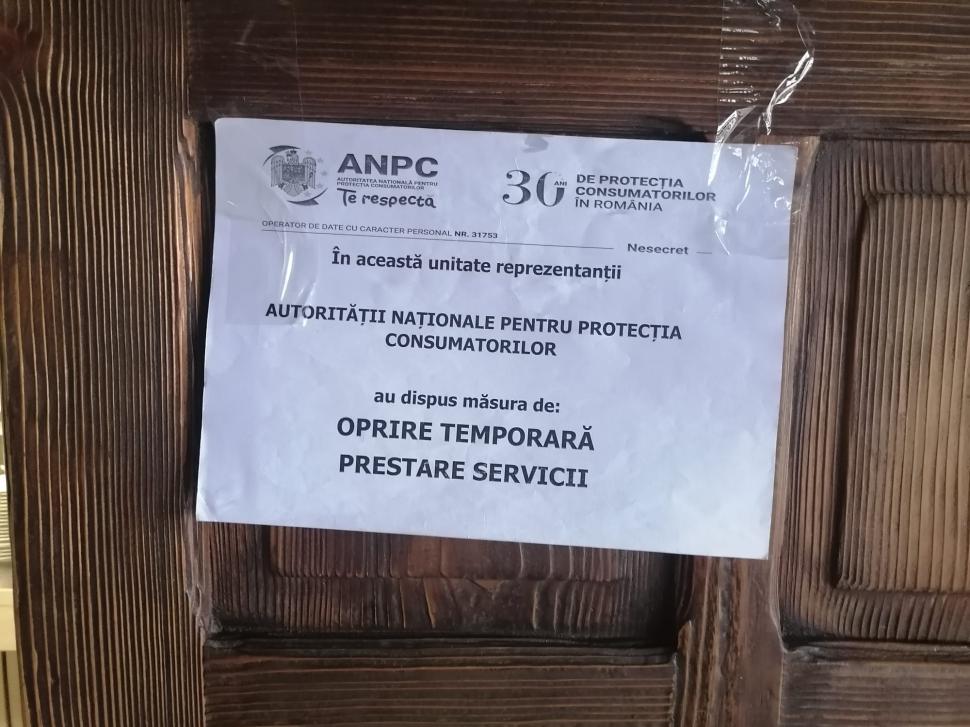 ANPC
AUTORITATEA NAȚIONALĂ PENTRU
PROTECȚIA CONSUMATORILOR
Te respectă
30 ANI
DE PROTECȚIA
CONSUMATORILOR
ÎN ROMÂNIA
OPERATOR DE DATE CU CARACTER PERSONAL NR. 31753
Nesecret
În această unitate reprezentanții
AUTORITĂȚII NAȚIONALE PENTRU PROTECȚIA
CONSUMATORILOR
au dispus măsura de:
OPRIRE TEMPORARĂ
PRESTARE SERVICII